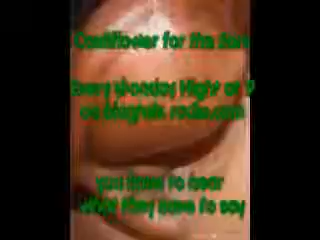 Cauliflower for the Ears
Every Monday Night at 9
on blogtalk radio.com
you have to hear
what they have to say